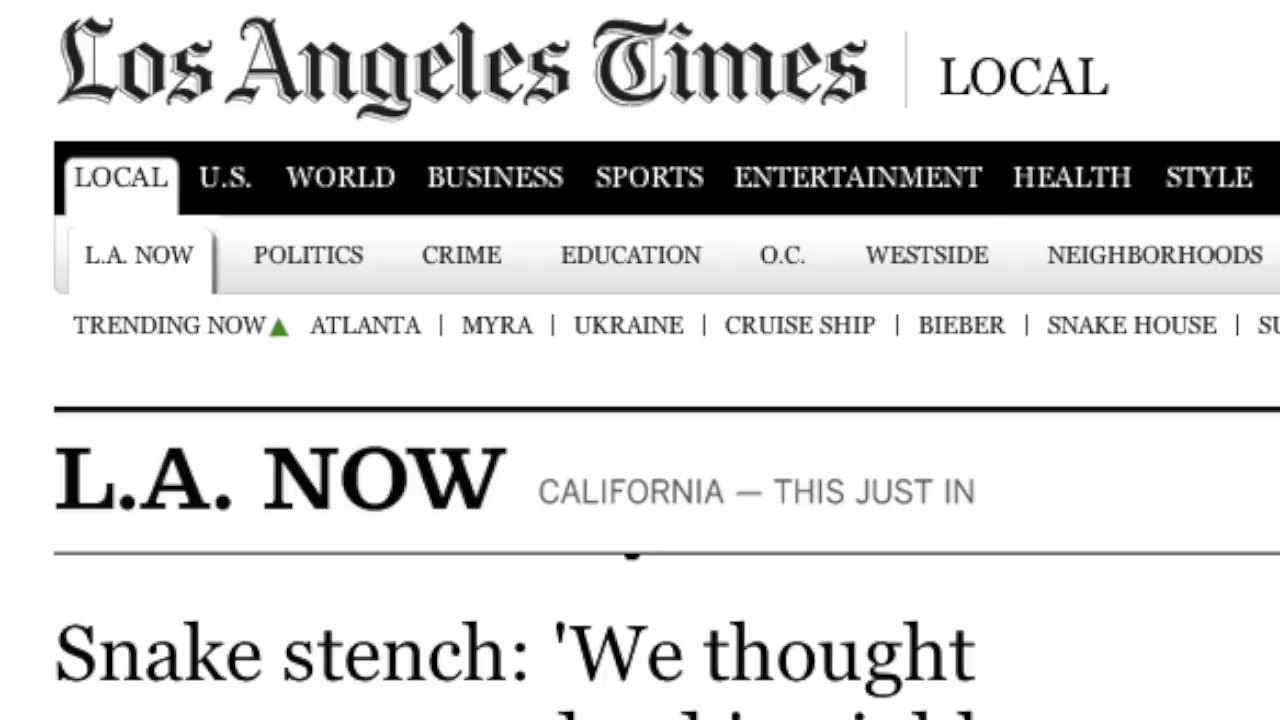 Los Angeles Times | LOCAL
LOCAL U.S. WORLD BUSINESS SPORTS ENTERTAINMENT HEALTH STYLE
L.A. NOW POLITICS CRIME EDUCATION O.C. WESTSIDE NEIGHBORHOODS
TRENDING NOW▲ ATLANTA | MYRA | UKRAINE | CRUISE SHIP | BIEBER | SNAKE HOUSE |
L.A. NOW CALIFORNIA — THIS JUST IN
Snake stench: 'We thought